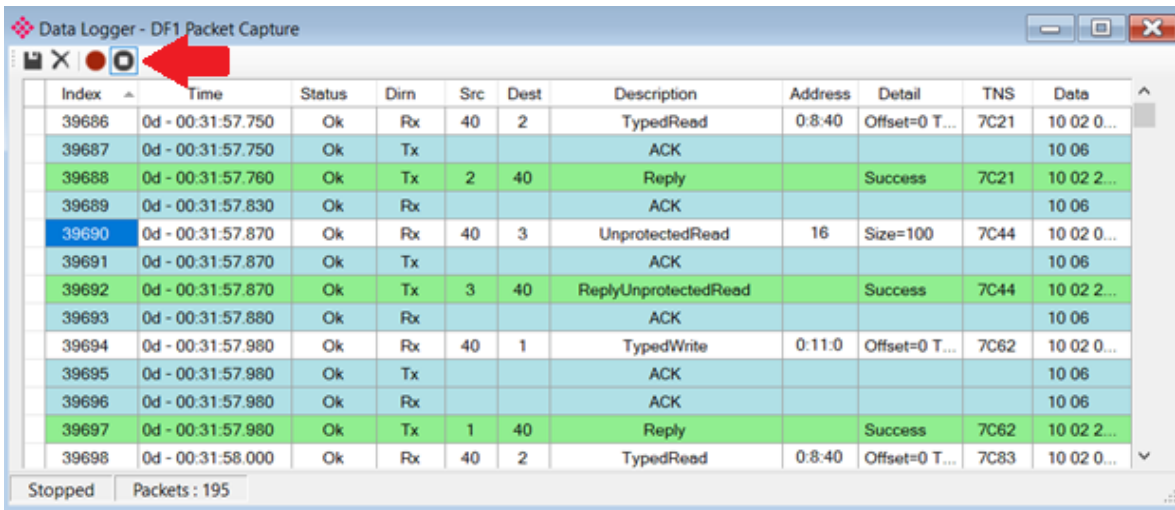 Data Logger - DF1 Packet Capture
Index Time Status Dirn Src Dest Description Address Detail TNS Data
39686 0d - 00:31:57.750 Ok Rx 40 2 TypedRead 0:8:40 Offset=0 T... 7C21 10 02 0...
39687 0d - 00:31:57.750 Ok Tx ACK 10 06
39688 0d - 00:31:57.760 Ok Tx 2 40 Reply Success 7C21 10 02 2...
39689 0d - 00:31:57.830 Ok Rx ACK 10 06
39690 0d - 00:31:57.870 Ok Rx 40 3 UnprotectedRead 16 Size=100 7C44 10 02 0...
39691 0d - 00:31:57.870 Ok Tx ACK 10 06
39692 0d - 00:31:57.870 Ok Tx 3 40 ReplyUnprotectedRead Success 7C44 10 02 2...
39693 0d - 00:31:57.880 Ok Rx ACK 10 06
39694 0d - 00:31:57.980 Ok Rx 40 1 TypedWrite 0:11:0 Offset=0 T... 7C62 10 02 0...
39695 0d - 00:31:57.980 Ok Tx ACK 10 06
39696 0d - 00:31:57.980 Ok Rx ACK 10 06
39697 0d - 00:31:57.980 Ok Tx 1 40 Reply Success 7C62 10 02 2...
39698 0d - 00:31:58.000 Ok Rx 40 2 TypedRead 0:8:40 Offset=0 T... 7C83 10 02 0...
Stopped Packets : 195